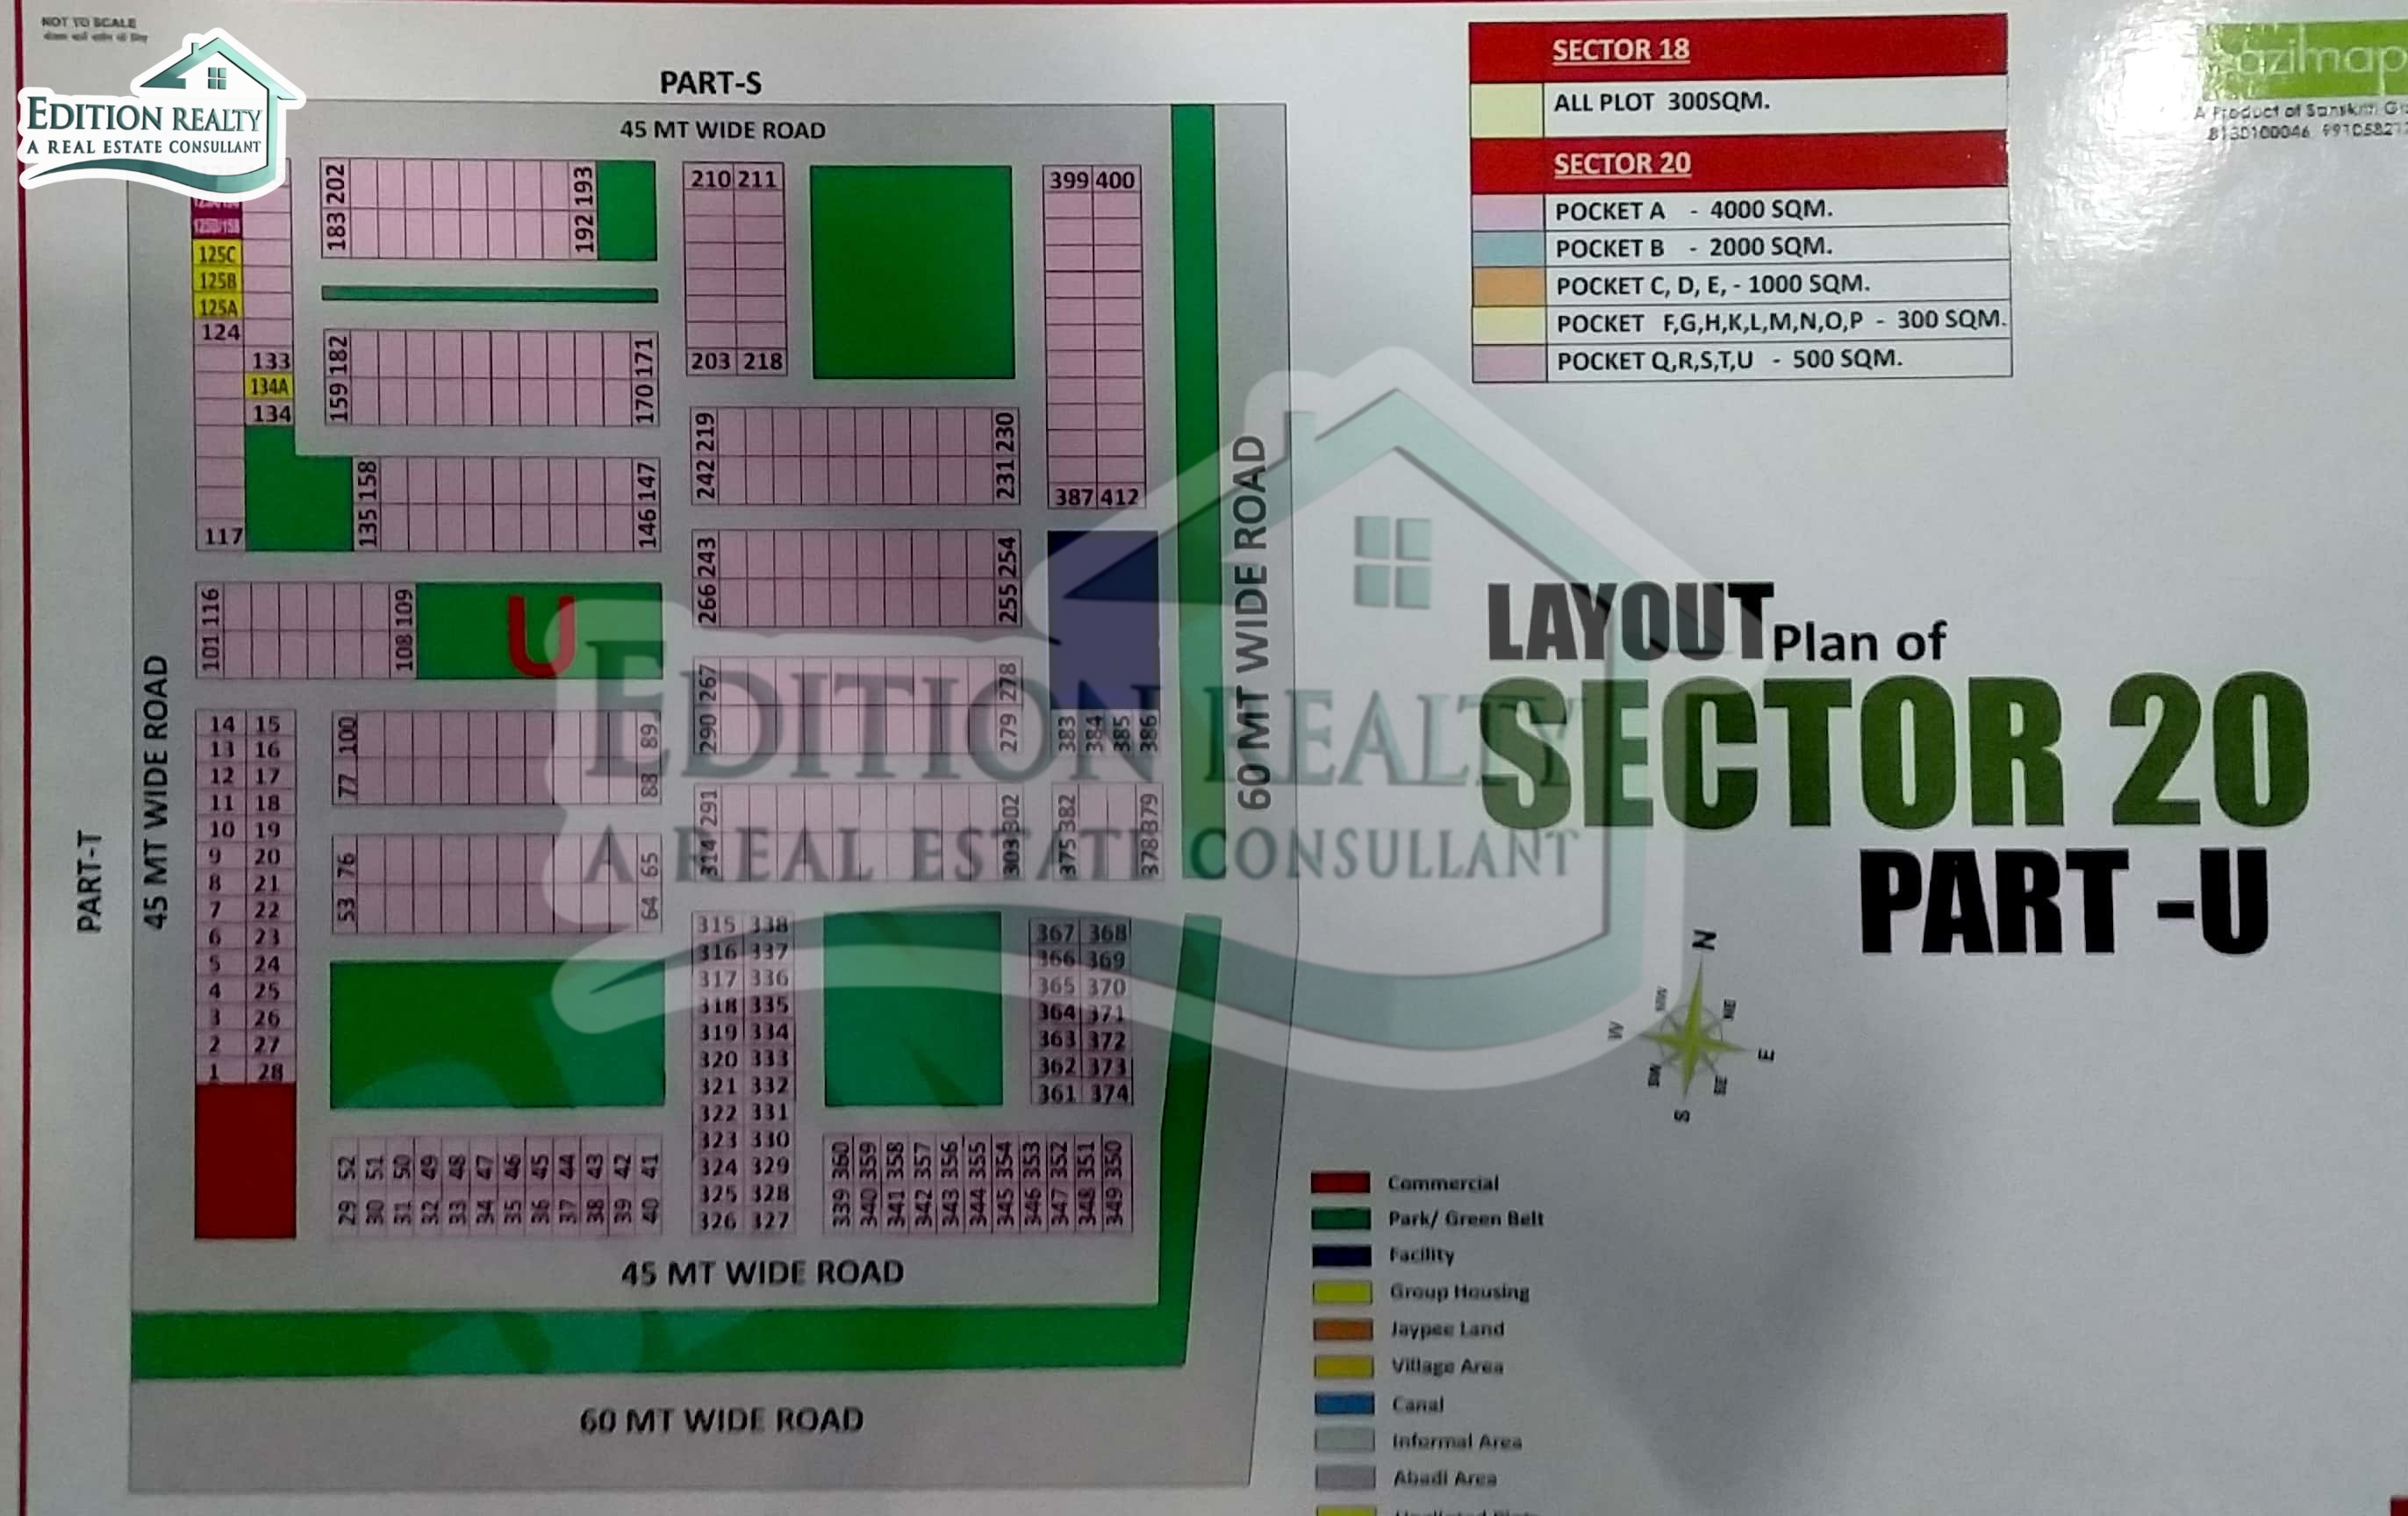 NOT TO SCALE
EDITION REALTY
A REAL ESTATE CONSULLANT
PART-S
45 MT WIDE ROAD
SECTOR 18
ALL PLOT 300SQM.
SECTOR 20
POCKET A - 4000 SQM.
POCKET B - 2000 SQM.
POCKET C, D, E, - 1000 SQM.
POCKET F,G,H,K,L,M,N,O,P - 300 SQM.
POCKET Q,R,S,T,U - 500 SQM.
azilmap
A Product of Sanskriti
8130100046
183 202
192 193
210 211
399 400
125C
125B
125A
124
133
134A
134
159 182
170 171
203 218
242 219
231 230
387 412
117
135 158
146 147
266 243
255 254
101 116
108 109
U
290 267
279 278
383
384
385
386
60 MT WIDE ROAD
PART-T
45 MT WIDE ROAD
14 15
13 16
12 17
11 18
10 19
9 20
8 21
7 22
6 23
5 24
4 25
3 26
2 27
1 28
77 100
88 89
53 76
64 65
314 291
303 302
375 382
378 379
315 338
316 337
317 336
318 335
319 334
320 333
321 332
322 331
323 330
324 329
325 328
326 327
367 368
366 369
365 370
364 371
363 372
362 373
361 374
29 52
30 51
31 50
32 49
33 48
34 47
35 46
36 45
37 44
38 43
39 42
40 41
339 360
340 359
341 358
342 357
343 356
344 355
345 354
346 353
347 352
348 351
349 350
45 MT WIDE ROAD
60 MT WIDE ROAD
LAYOUT Plan of
SECTOR 20
PART -U
EDITION REALTY
A REAL ESTATE CONSULLANT
N
NW
NE
W
E
SW
SE
S
Commercial
Park/ Green Belt
Facility
Group Housing
Jaypee Land
Village Area
Canal
Informal Area
Abadi Area